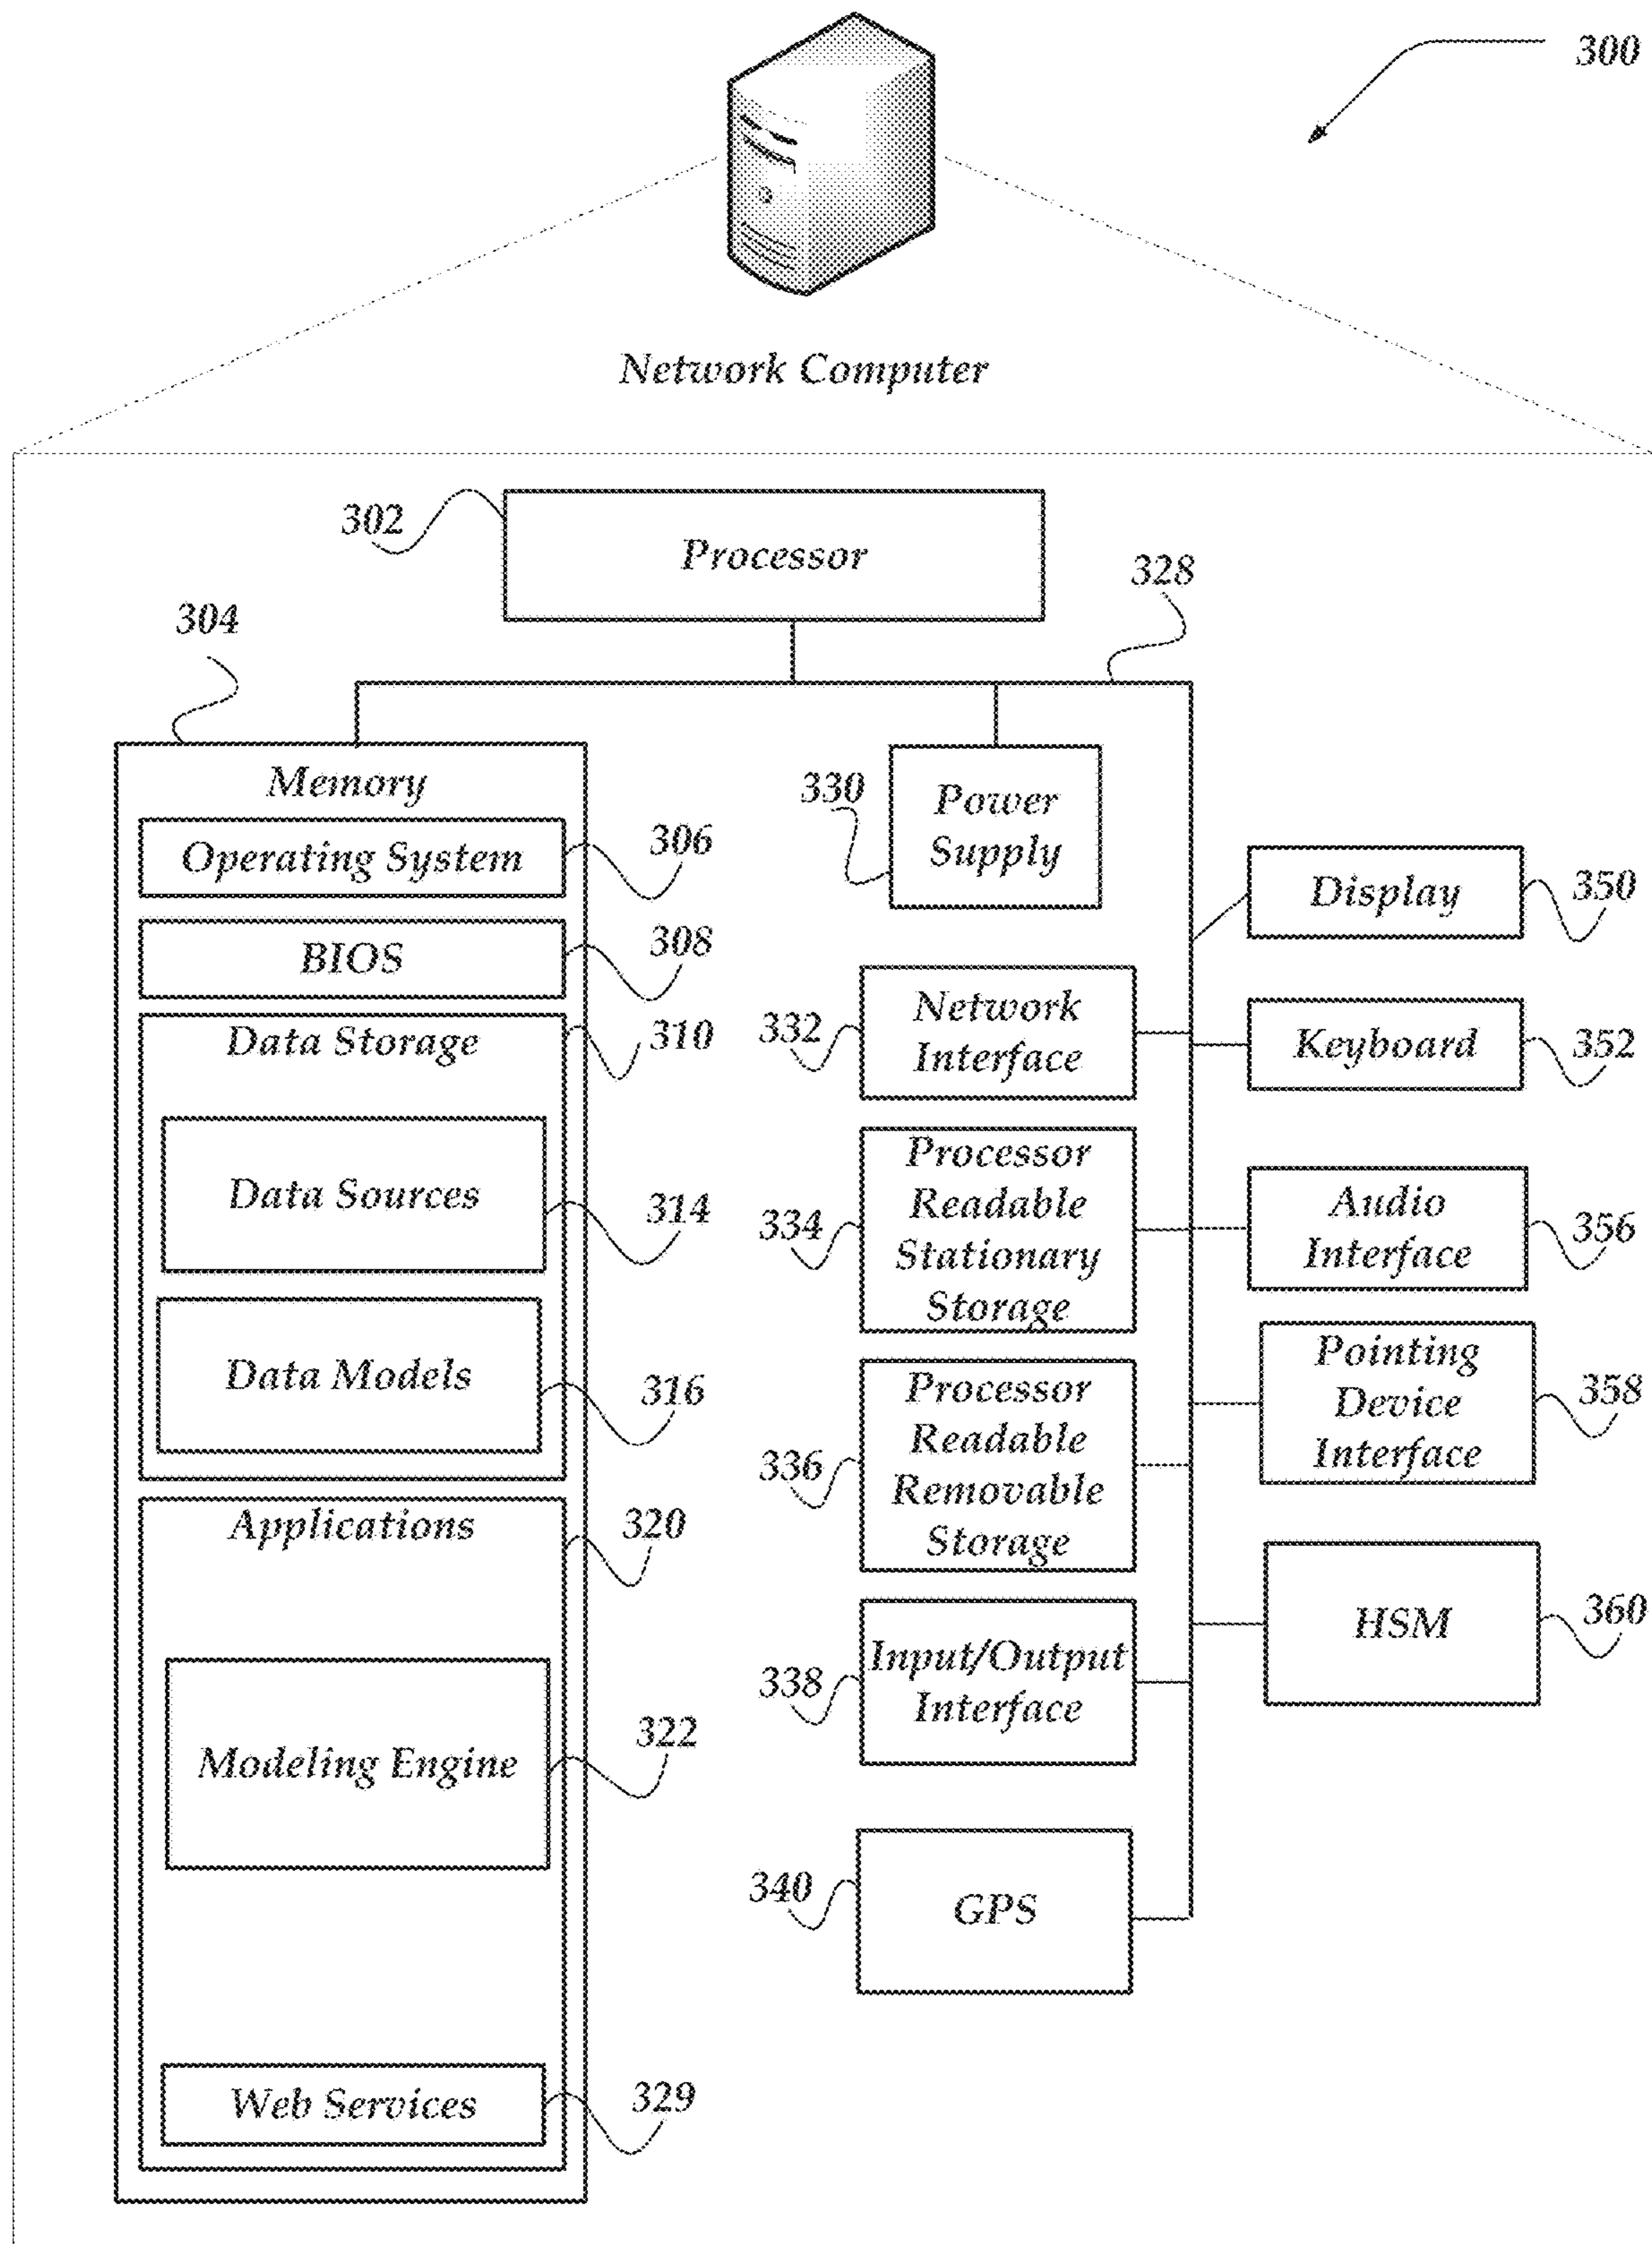 300
Network Computer
302
Processor
328
304
Memory
Operating System
306
BIOS
308
Data Storage
310
Data Sources
314
Data Models
316
Applications
320
Modeling Engine
322
Web Services
329
330
Power
Supply
332
Network
Interface
334
Processor
Readable
Stationary
Storage
336
Processor
Readable
Removable
Storage
338
Input/Output
Interface
340
GPS
Display
350
Keyboard
352
Audio
Interface
356
Pointing
Device
Interface
358
HSM
360